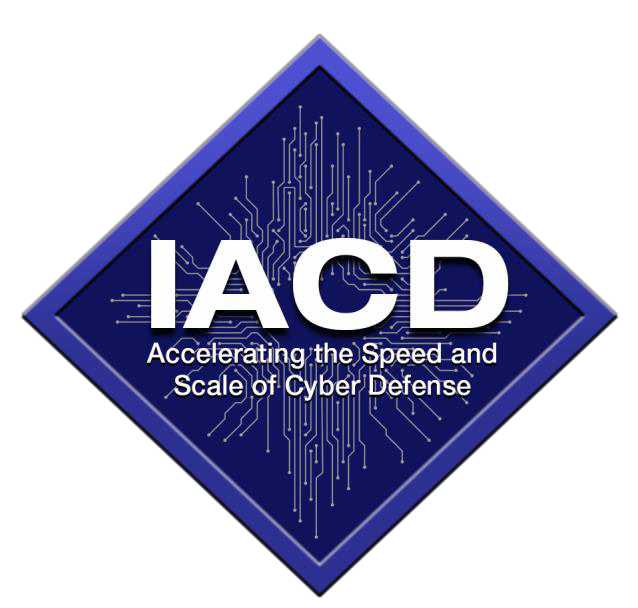 IACD
Accelerating the Speed and
Scale of Cyber Defense